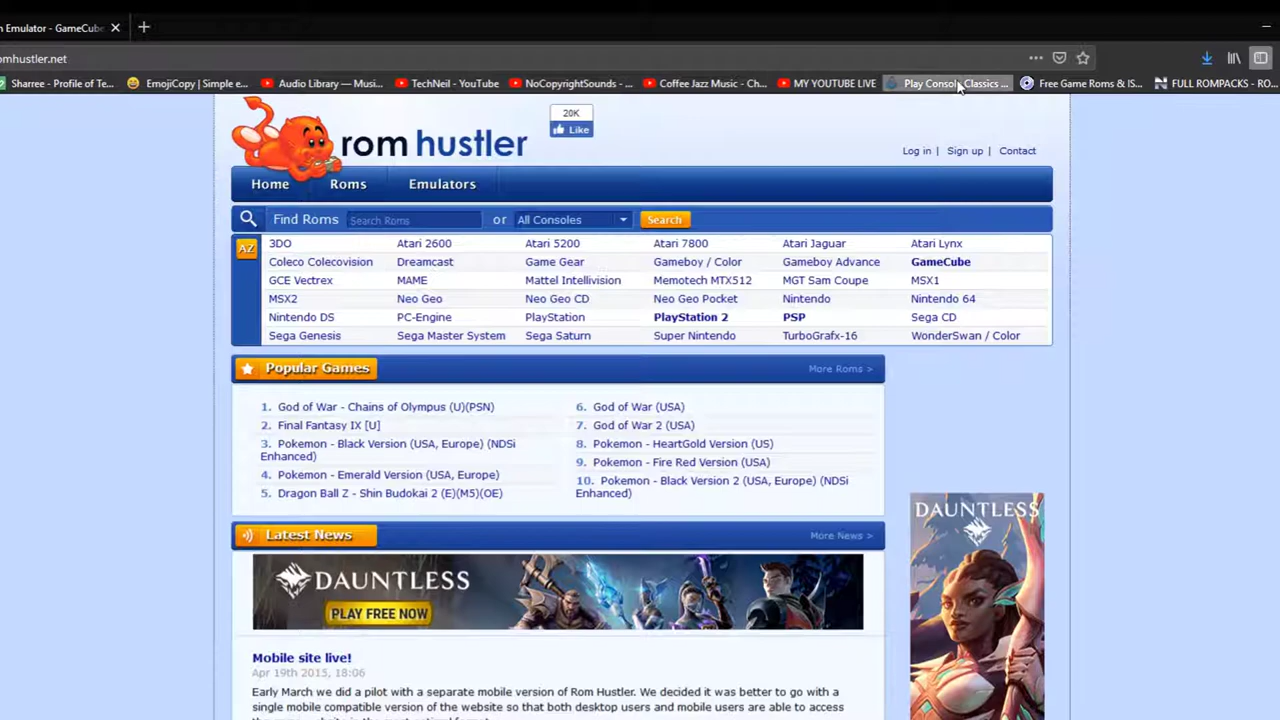 n Emulator - GameCube
omhustler.net
Sharree - Profile of Te... EmojiCopy | Simple e... Audio Library — Musi... TechNeil - YouTube NoCopyrightSounds - ... Coffee Jazz Music - Ch... MY YOUTUBE LIVE Play Console Classics ... Free Game Roms & IS... FULL ROMPACKS - RO...
20K
Like
rom hustler
Log in | Sign up | Contact
Home Roms Emulators
Find Roms Search Roms or All Consoles Search
AZ
3DO Atari 2600 Atari 5200 Atari 7800 Atari Jaguar Atari Lynx
Coleco Colecovision Dreamcast Game Gear Gameboy / Color Gameboy Advance GameCube
GCE Vectrex MAME Mattel Intellivision Memotech MTX512 MGT Sam Coupe MSX1
MSX2 Neo Geo Neo Geo CD Neo Geo Pocket Nintendo Nintendo 64
Nintendo DS PC-Engine PlayStation PlayStation 2 PSP Sega CD
Sega Genesis Sega Master System Sega Saturn Super Nintendo TurboGrafx-16 WonderSwan / Color
Popular Games More Roms >
1. God of War - Chains of Olympus (U)(PSN)
2. Final Fantasy IX [U]
3. Pokemon - Black Version (USA, Europe) (NDSi
Enhanced)
4. Pokemon - Emerald Version (USA, Europe)
5. Dragon Ball Z - Shin Budokai 2 (E)(M5)(OE)
6. God of War (USA)
7. God of War 2 (USA)
8. Pokemon - HeartGold Version (US)
9. Pokemon - Fire Red Version (USA)
10. Pokemon - Black Version 2 (USA, Europe) (NDSi
Enhanced)
Latest News More News >
DAUNTLESS
PLAY FREE NOW
DAUNTLESS
Mobile site live!
Apr 19th 2015, 18:06
Early March we did a pilot with a separate mobile version of Rom Hustler. We decided it was better to go with a
single mobile compatible version of the website so that both desktop users and mobile users are able to access